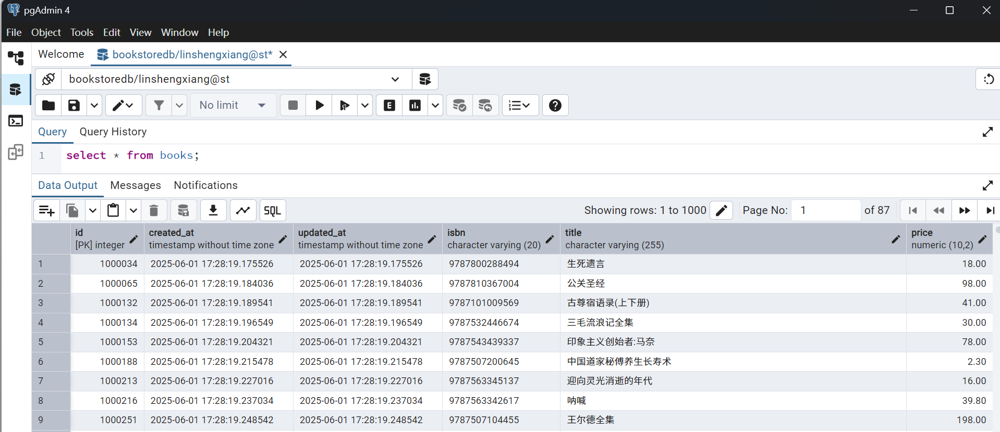 pgAdmin 4
File Object Tools Edit View Window Help
Welcome bookstoredb/linshengxiang@st*
bookstoredb/linshengxiang@st
No limit
Query Query History
1 select * from books;
Data Output Messages Notifications
SQL Showing rows: 1 to 1000 Page No: 1 of 87
id created_at updated_at isbn title price
[PK] integer timestamp without time zone timestamp without time zone character varying (20) character varying (255) numeric (10,2)
1 1000034 2025-06-01 17:28:19.175526 2025-06-01 17:28:19.175526 9787800288494 生死遗言 18.00
2 1000065 2025-06-01 17:28:19.184036 2025-06-01 17:28:19.184036 9787810367004 公关圣经 98.00
3 1000132 2025-06-01 17:28:19.189541 2025-06-01 17:28:19.189541 9787101009569 古尊宿语录(上下册) 41.00
4 1000134 2025-06-01 17:28:19.196549 2025-06-01 17:28:19.196549 9787532446674 三毛流浪记全集 30.00
5 1000153 2025-06-01 17:28:19.204321 2025-06-01 17:28:19.204321 9787543439337 印象主义创始者:马奈 78.00
6 1000188 2025-06-01 17:28:19.215478 2025-06-01 17:28:19.215478 9787507200645 中国道家秘傅养生长寿术 2.30
7 1000213 2025-06-01 17:28:19.227016 2025-06-01 17:28:19.227016 9787563345137 迎向灵光消逝的年代 16.00
8 1000216 2025-06-01 17:28:19.237034 2025-06-01 17:28:19.237034 9787563342617 呐喊 39.80
9 1000251 2025-06-01 17:28:19.248542 2025-06-01 17:28:19.248542 9787507104455 王尔德全集 198.00